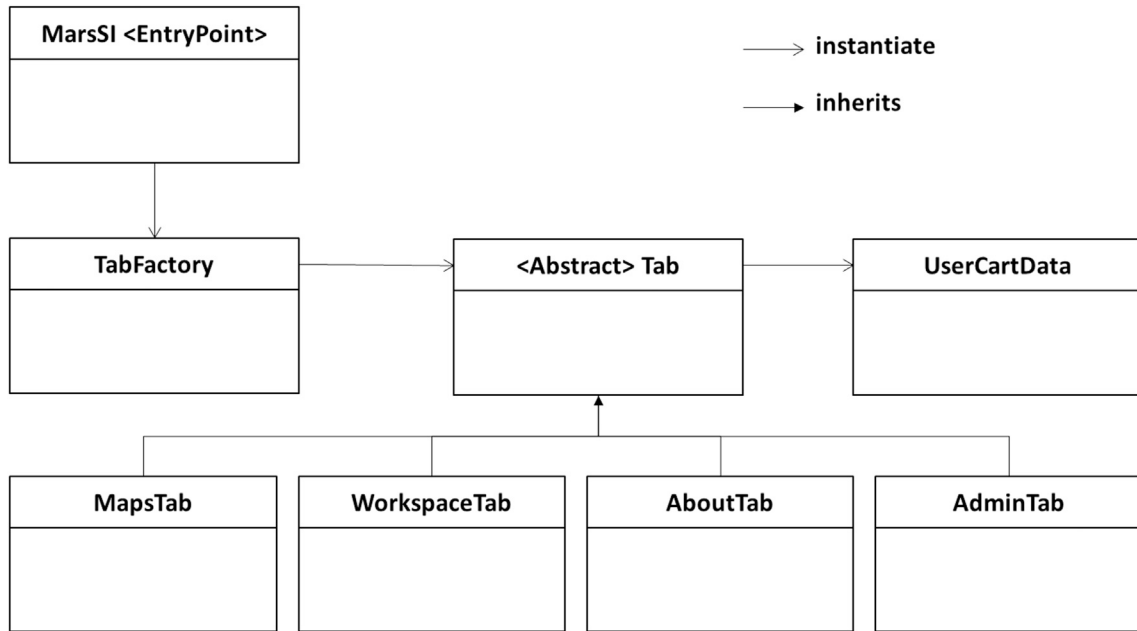 MarsSI <EntryPoint>
instantiate
inherits
TabFactory
<Abstract> Tab
UserCartData
MapsTab
WorkspaceTab
AboutTab
AdminTab